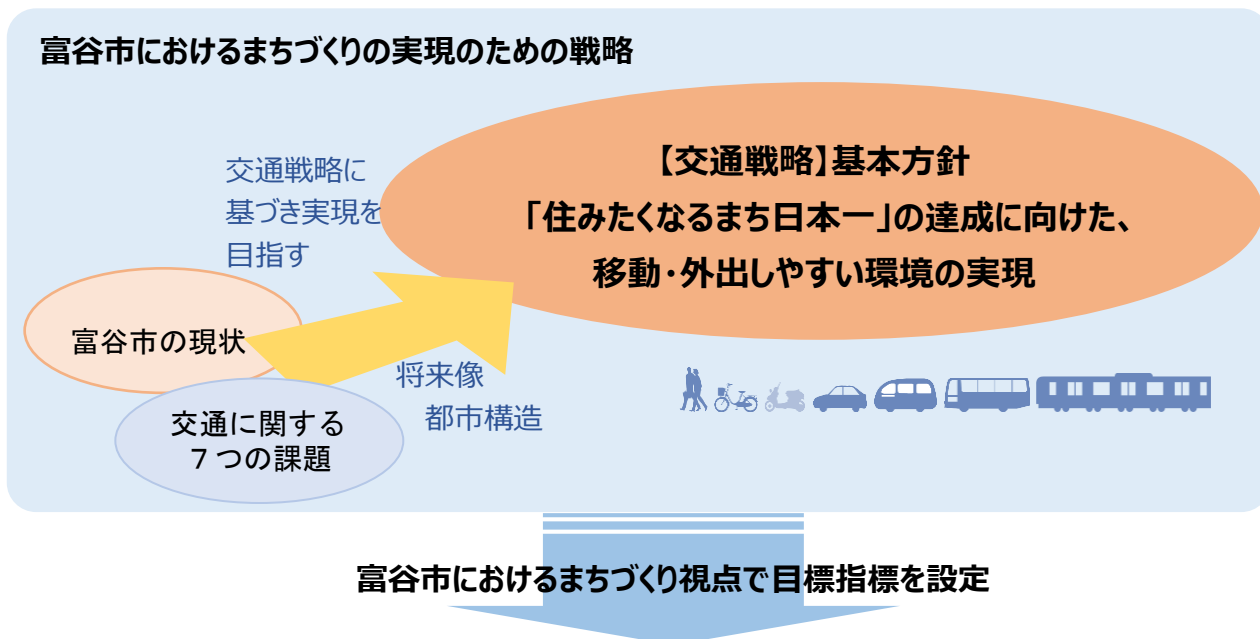 富谷市におけるまちづくりの実現のための戦略
【交通戦略】基本方針
「住みたくなるまち日本一」の達成に向けた、
移動・外出しやすい環境の実現
交通戦略に
基づき実現を
目指す
富谷市の現状
将来像
都市構造
交通に関する
７つの課題
富谷市におけるまちづくり視点で目標指標を設定